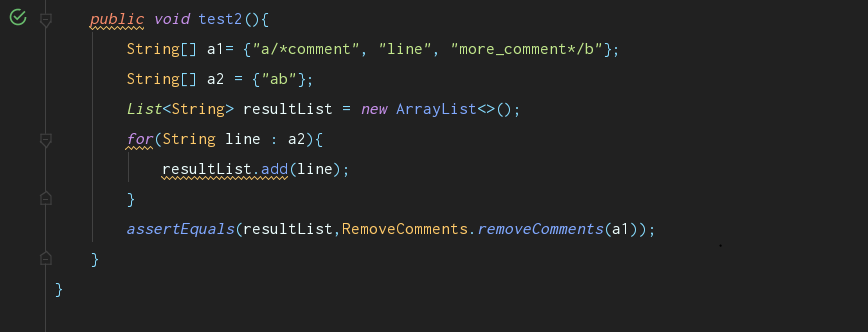 public void test2(){
String[] a1= {"a/*comment", "line", "more_comment*/b"};
String[] a2 = {"ab"};
List<String> resultList = new ArrayList<>();
for(String line : a2){
resultList.add(line);
}
assertEquals(resultList,RemoveComments.removeComments(a1));
}
}